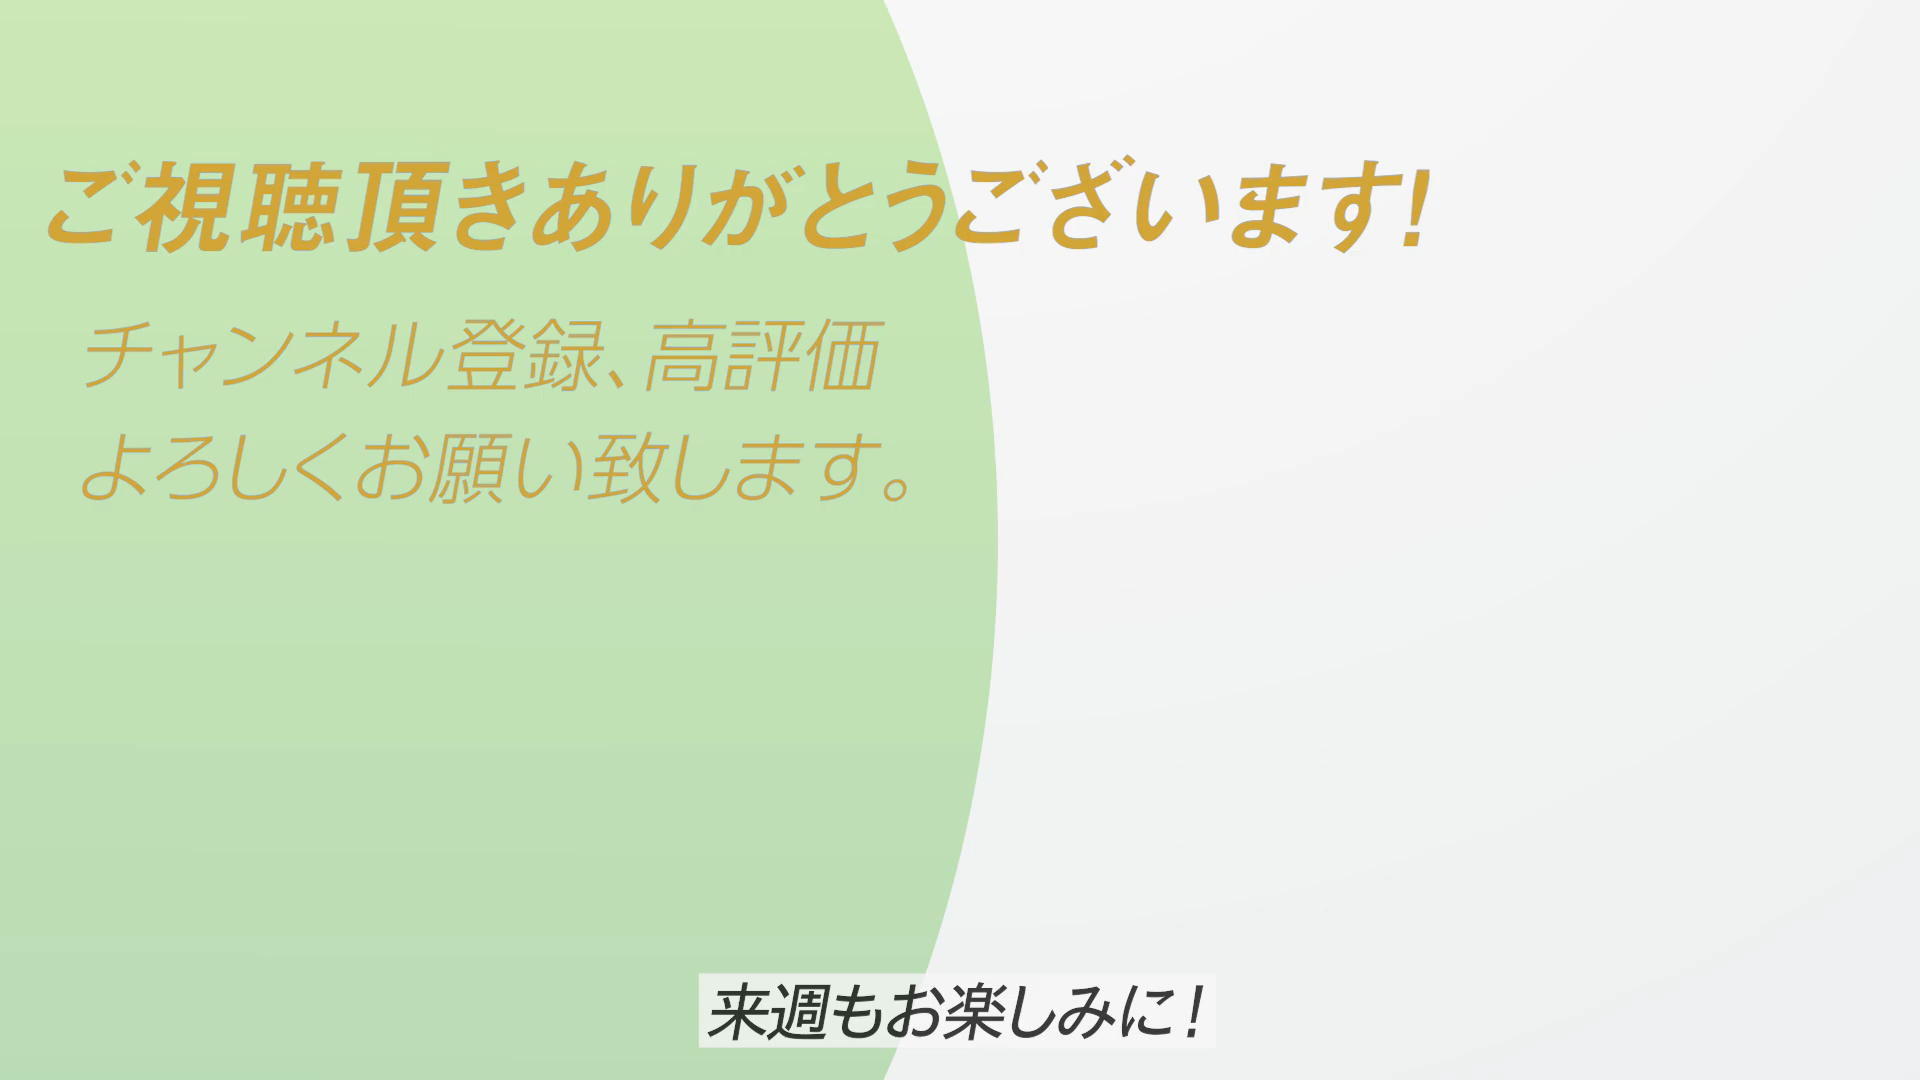 ご視聴頂きありがとうございます!
チャンネル登録、高評価
よろしくお願い致します。
来週もお楽しみに!